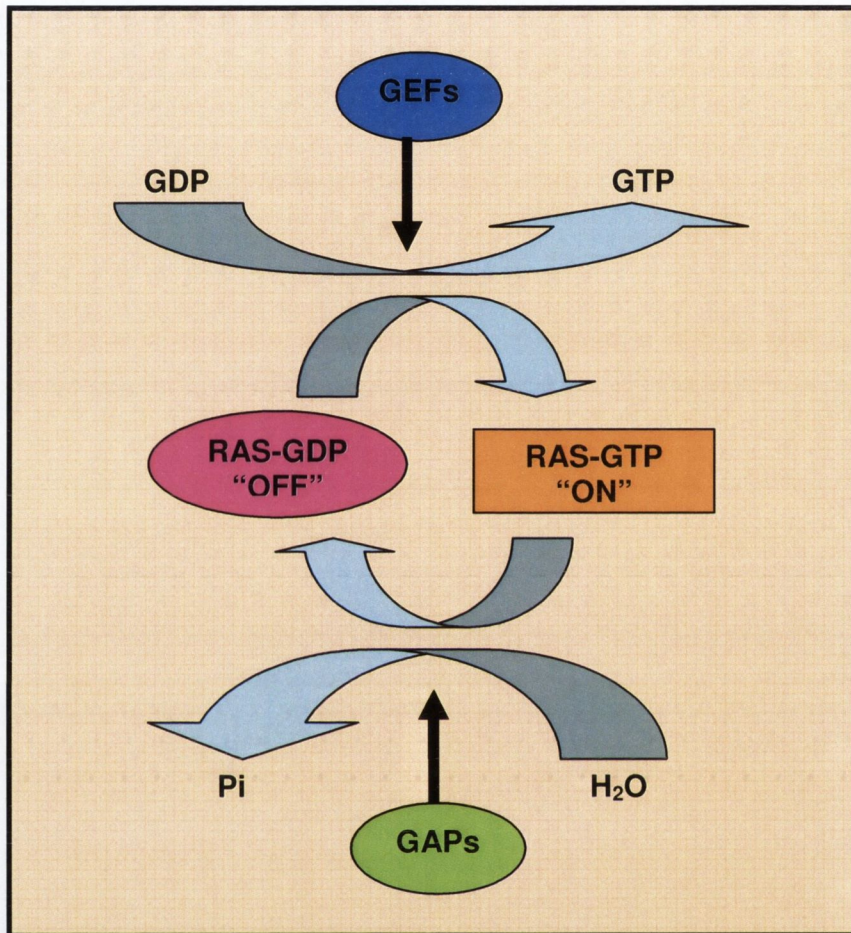 GEFs
GDP
GTP
RAS-GDP
“OFF”
RAS-GTP
“ON”
Pi
H₂O
GAPs